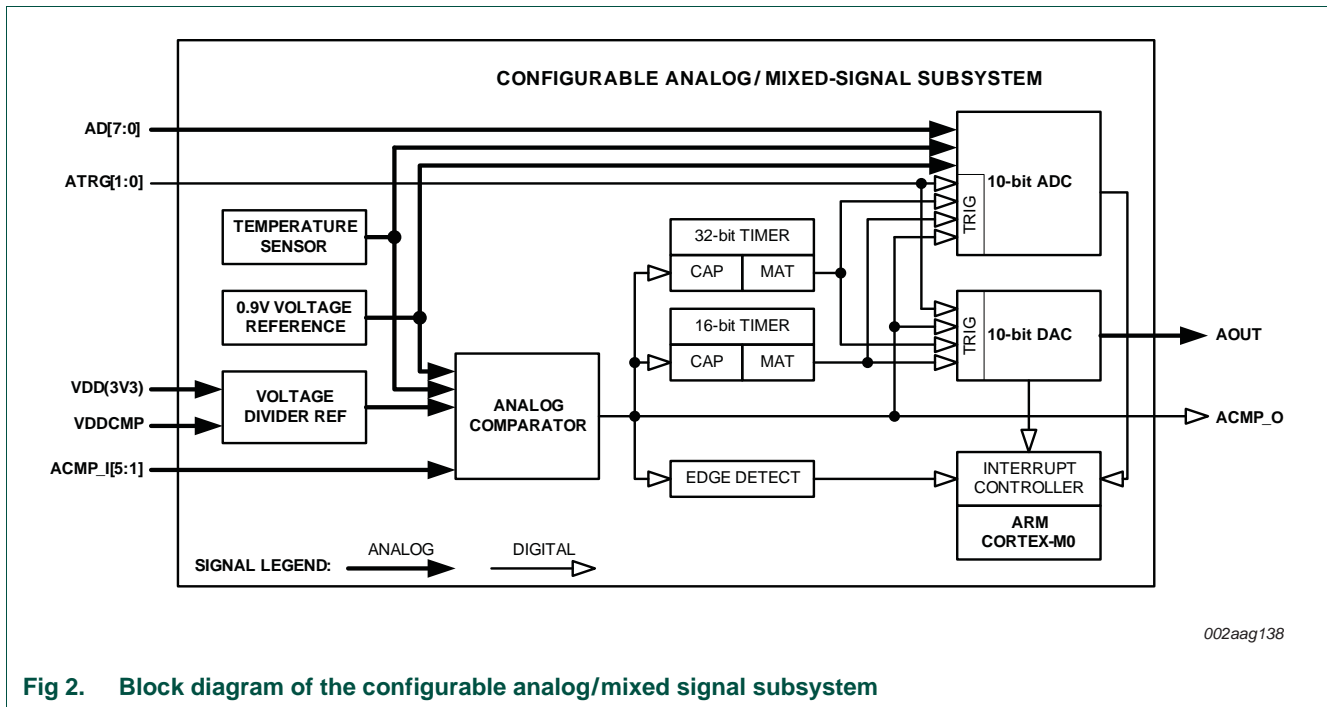 CONFIGURABLE ANALOG/MIXED-SIGNAL SUBSYSTEM
AD[7:0]
ATRG[1:0]
10-bit ADC
TRIG
TEMPERATURE
SENSOR
32-bit TIMER
CAP
MAT
0.9V VOLTAGE
REFERENCE
16-bit TIMER
CAP
MAT
TRIG
10-bit DAC
AOUT
VDD(3V3)
VDDCMP
VOLTAGE
DIVIDER REF
ANALOG
COMPARATOR
ACMP_O
ACMP_I[5:1]
EDGE DETECT
INTERRUPT
CONTROLLER
ARM
CORTEX-M0
SIGNAL LEGEND:
ANALOG
DIGITAL
002aag138
Fig 2. Block diagram of the configurable analog/mixed signal subsystem